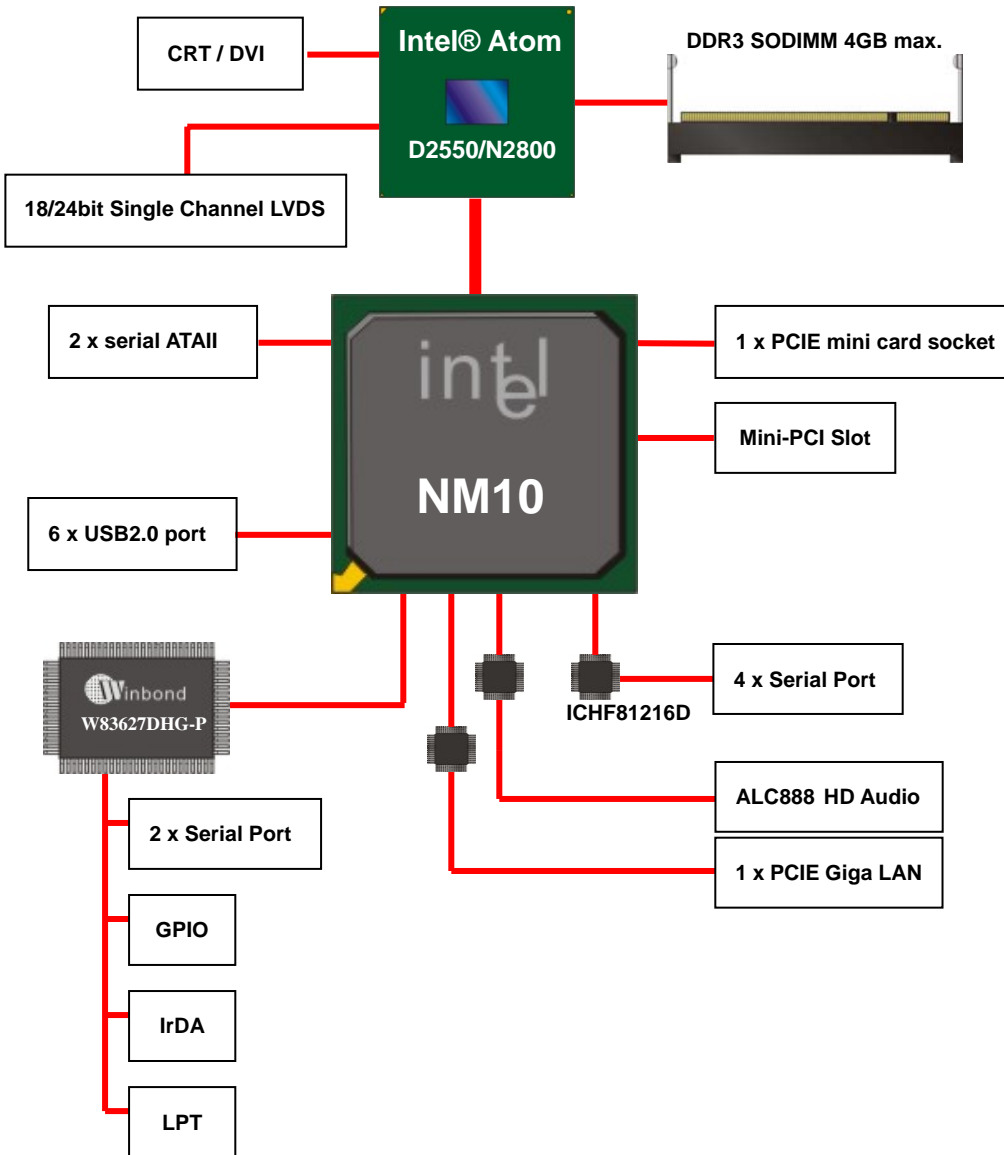 CRT / DVI
Intel® Atom
D2550/N2800
DDR3 SODIMM 4GB max.
18/24bit Single Channel LVDS
2 x serial ATAII
intel
NM10
1 x PCIE mini card socket
Mini-PCI Slot
6 x USB2.0 port
Winbond
W83627DHG-P
ICHF81216D
4 x Serial Port
ALC888 HD Audio
1 x PCIE Giga LAN
2 x Serial Port
GPIO
IrDA
LPT